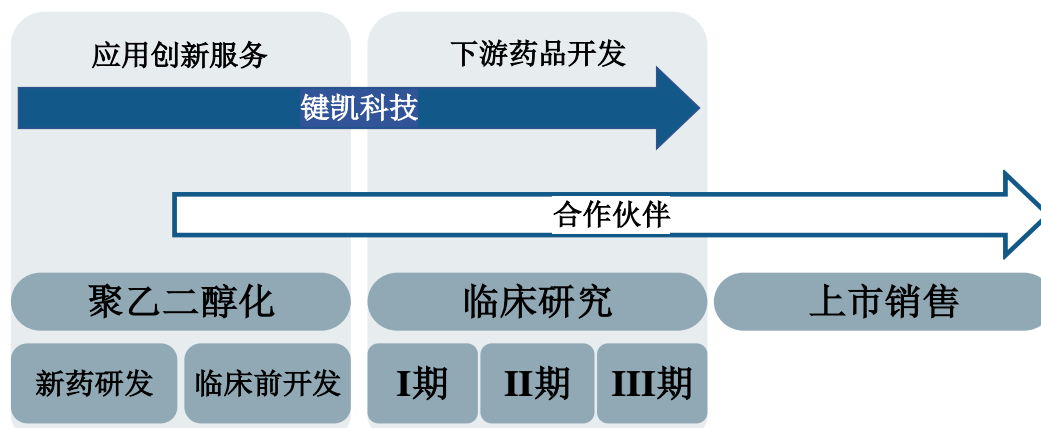 应用创新服务
下游药品开发
键凯科技
合作伙伴
聚乙二醇化
临床研究
上市销售
新药研发
临床前开发
I期
II期
III期